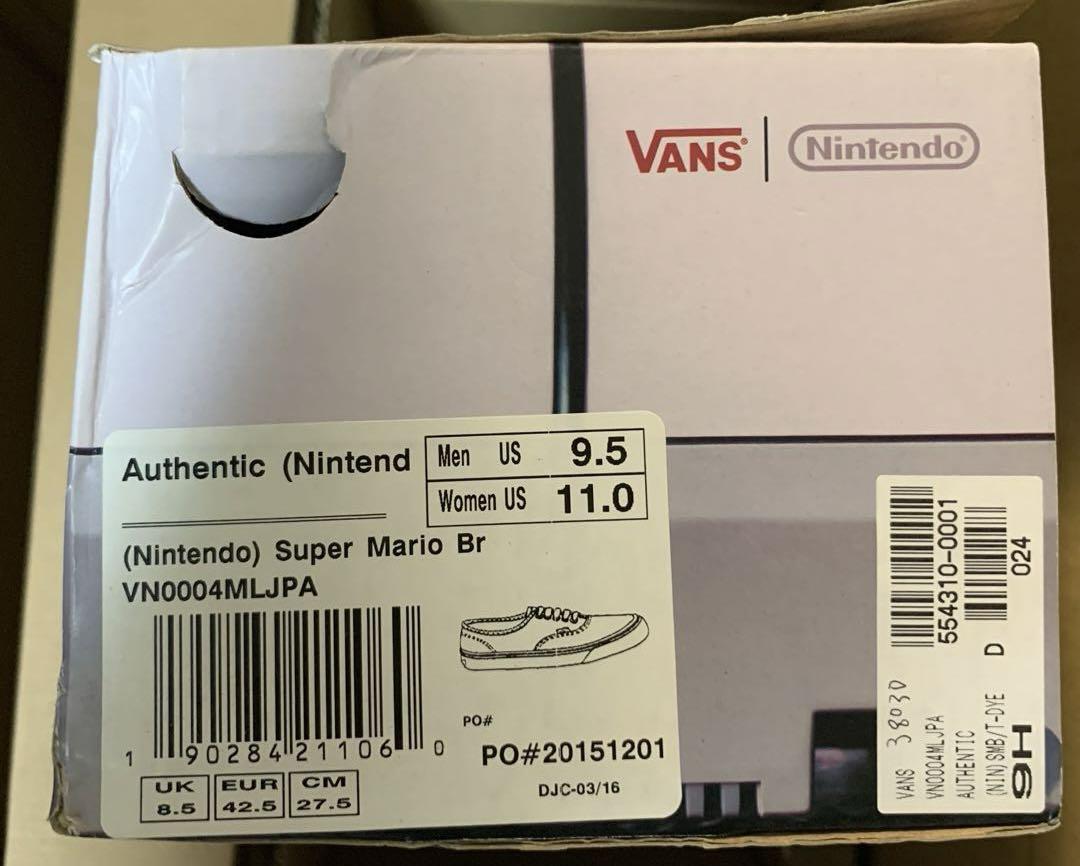 VANS® | Nintendo®
Authentic (Nintend
Men US 9.5
Women US 11.0
(Nintendo) Super Mario Br
VN0004MLJPA
1 90284 21106 0
PO#
PO#20151201
DJC-03/16
UK EUR CM
8.5 42.5 27.5
554310-0001
D 024
VANS 38030
VN0004MLJPA
AUTHENTIC
(NIN)SMB/T-DYE
9H